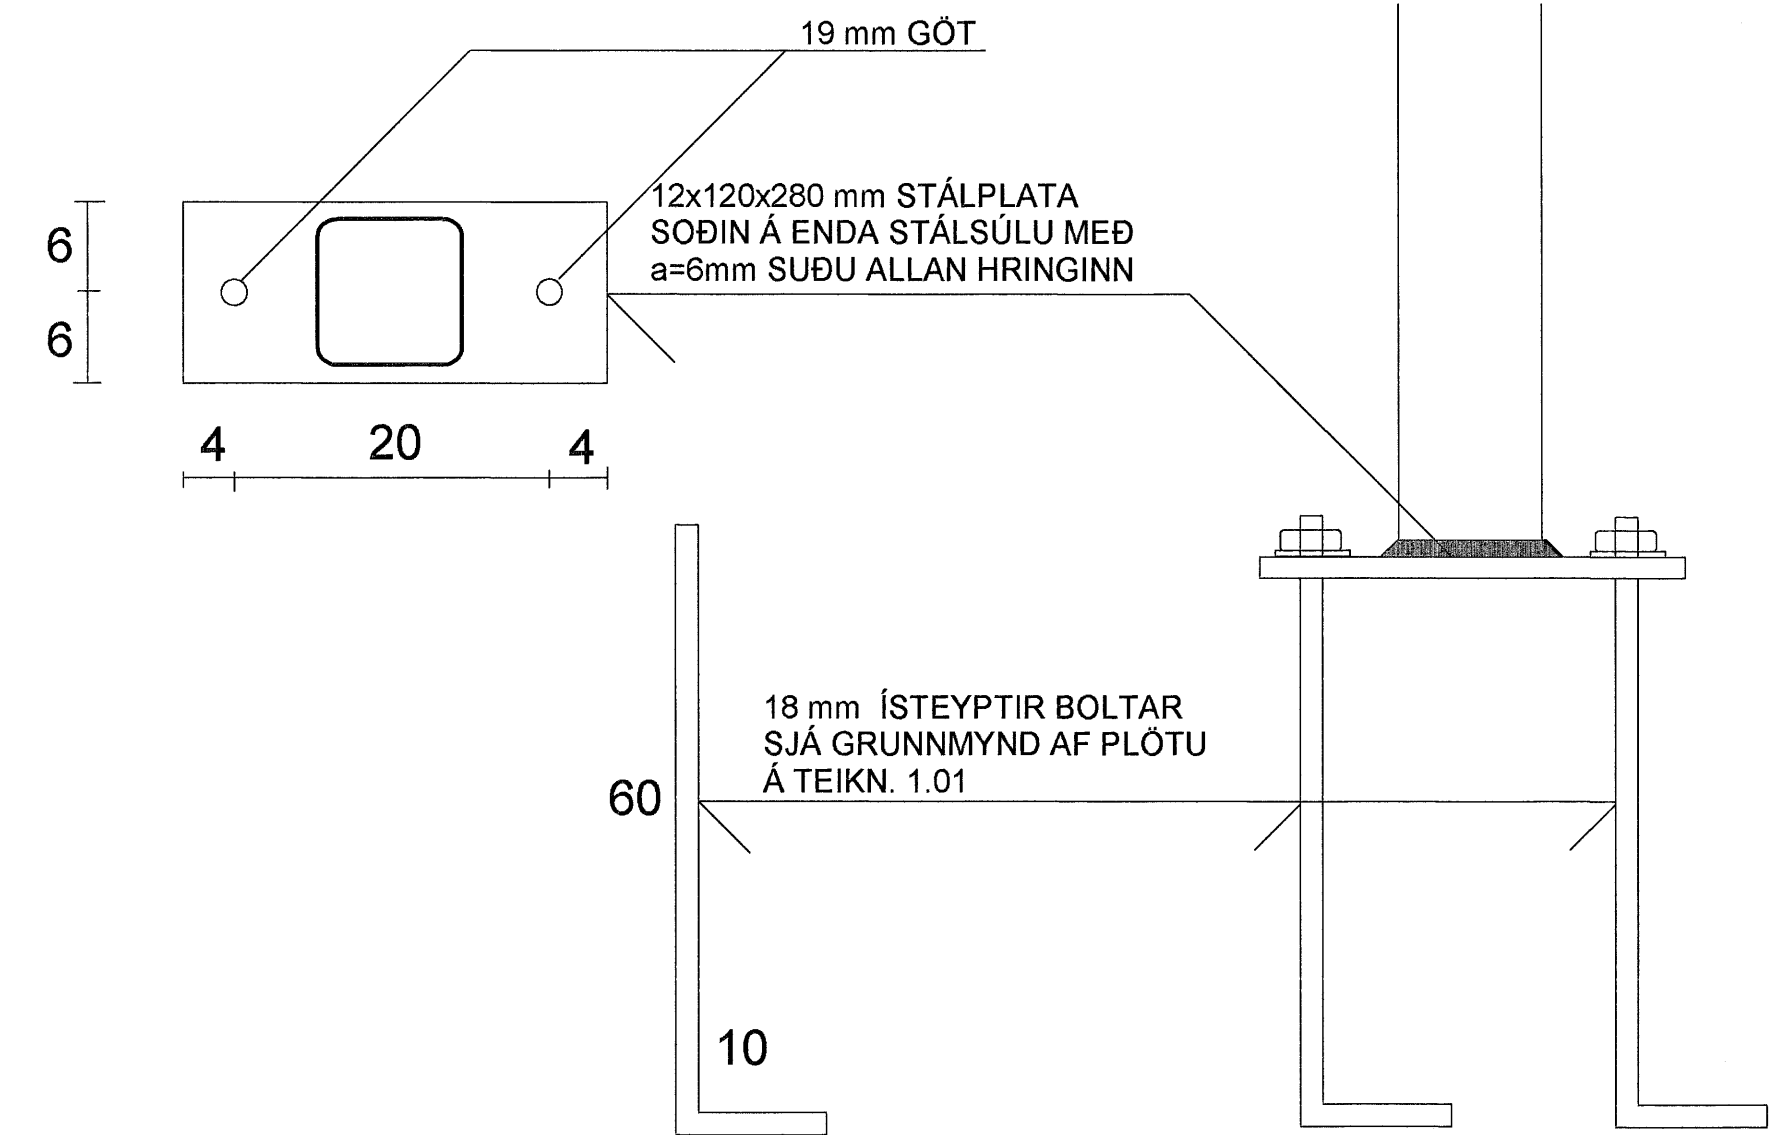 19 mm GÖT
12x120x280 mm STÁLPLATA
SOÐIN Á ENDA STÁLSÚLU MEÐ
a=6mm SUÐU ALLAN HRINGINN
6
6
4 20 4
18 mm ÍSTEYPTIR BOLTAR
SJÁ GRUNNMYND AF PLÖTU
Á TEIKN. 1.01
60
10